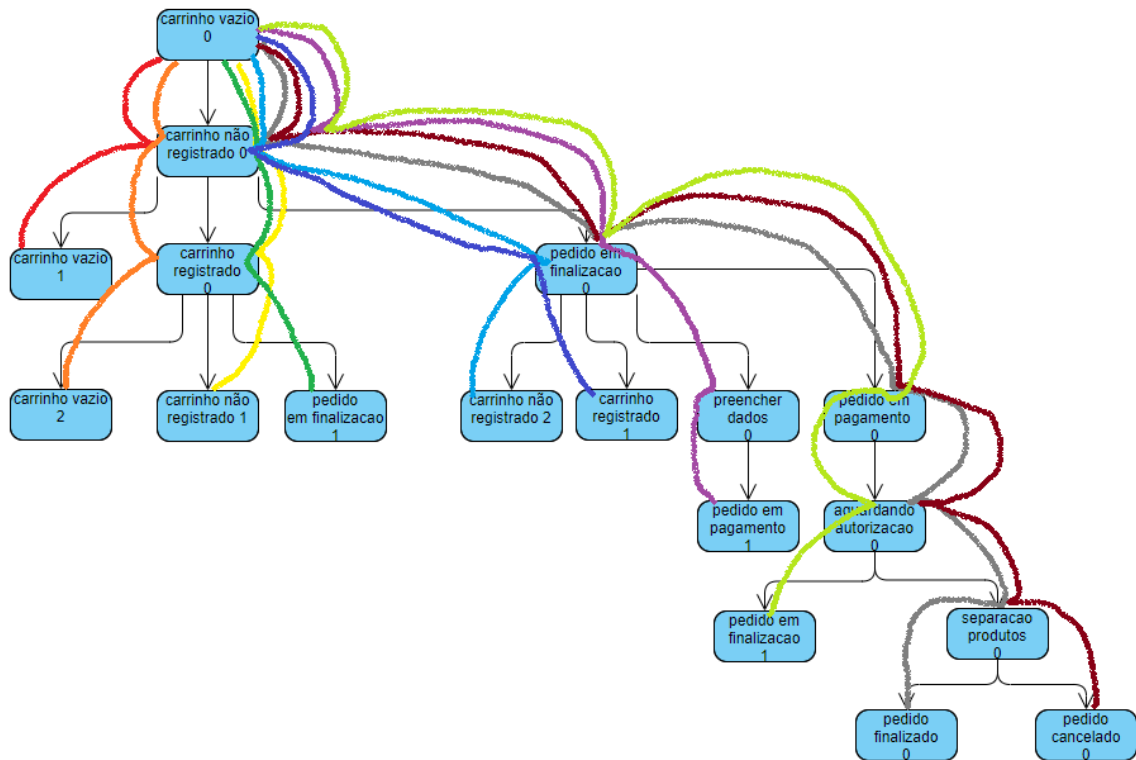 carrinho vazio
0
carrinho não
registrado 0
carrinho vazio
1
carrinho
registrado
0
pedido em
finalizacao
0
carrinho vazio
2
carrinho não
registrado 1
pedido
em finalizacao
1
carrinho não
registrado 2
carrinho
registrado
1
preencher
dados
0
pedido em
pagamento
0
pedido em
pagamento
1
aguardando
autorizacao
0
pedido em
finalizacao
1
separacao
produtos
0
pedido
finalizado
0
pedido
cancelado
0